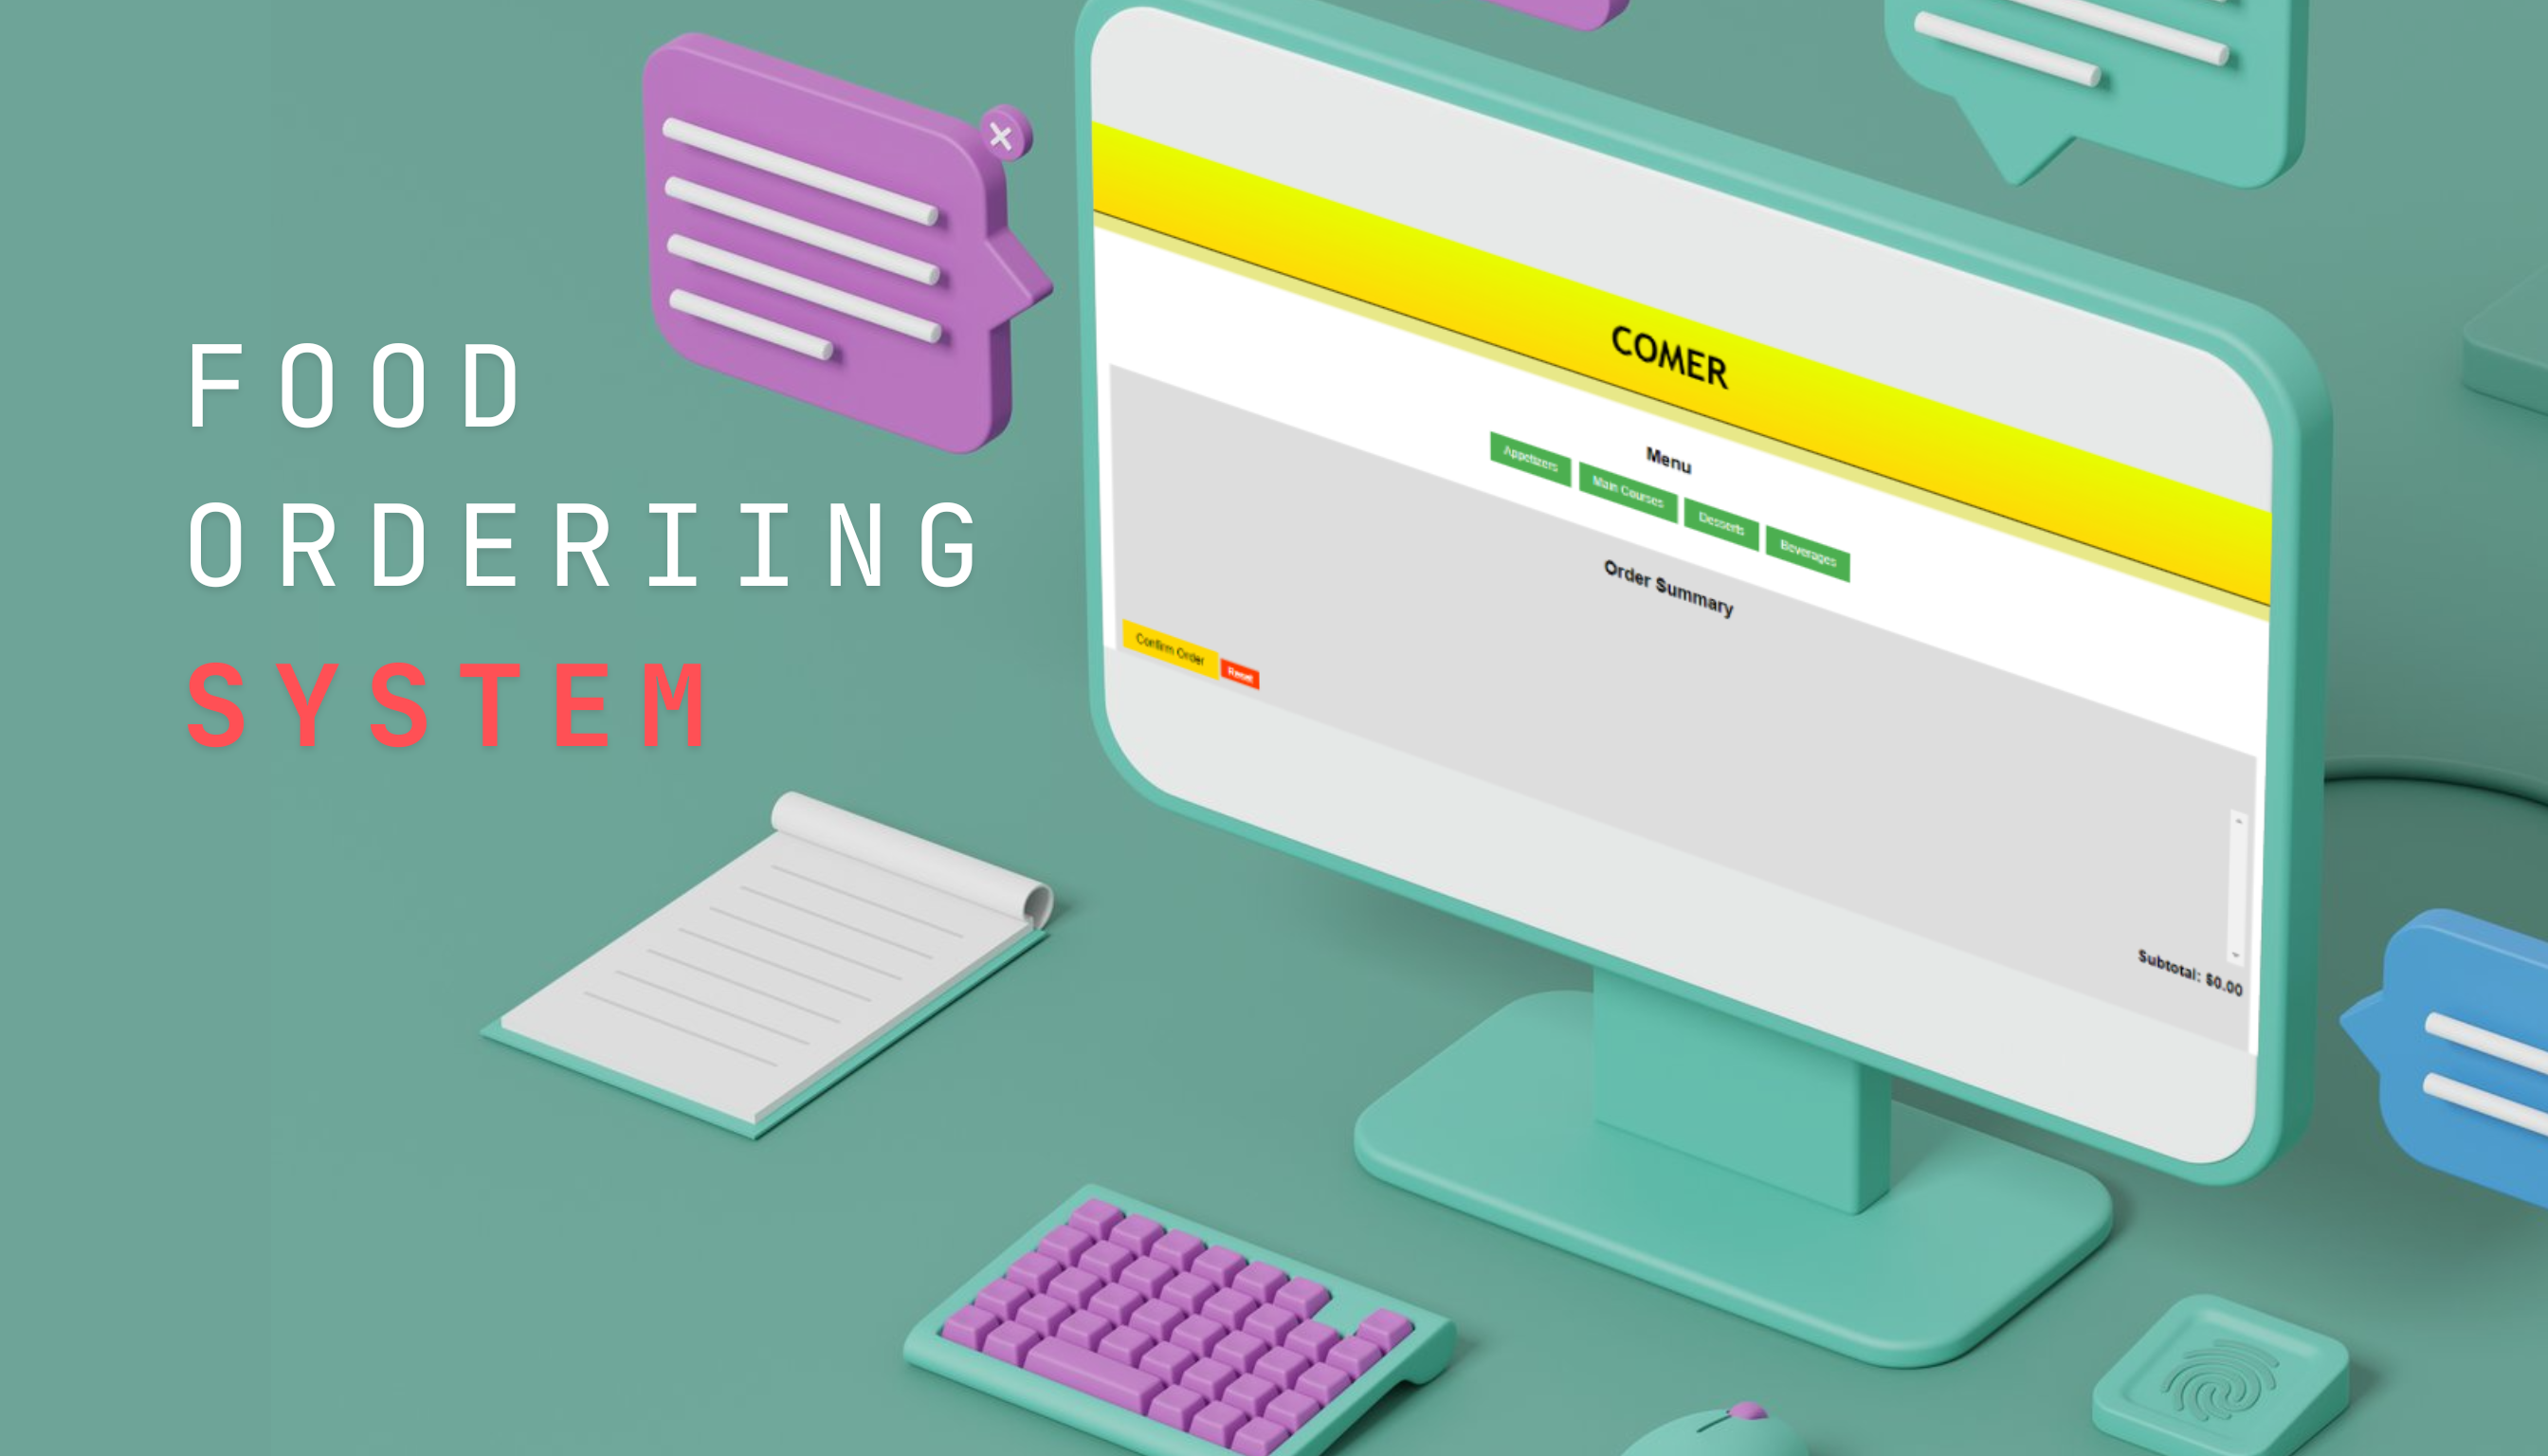 FOOD
ORDERIING
SYSTEM
COMER
Menu
Appetizers Main Courses Desserts Beverages
Order Summary
Confirm Order Reset
Subtotal: $0.00